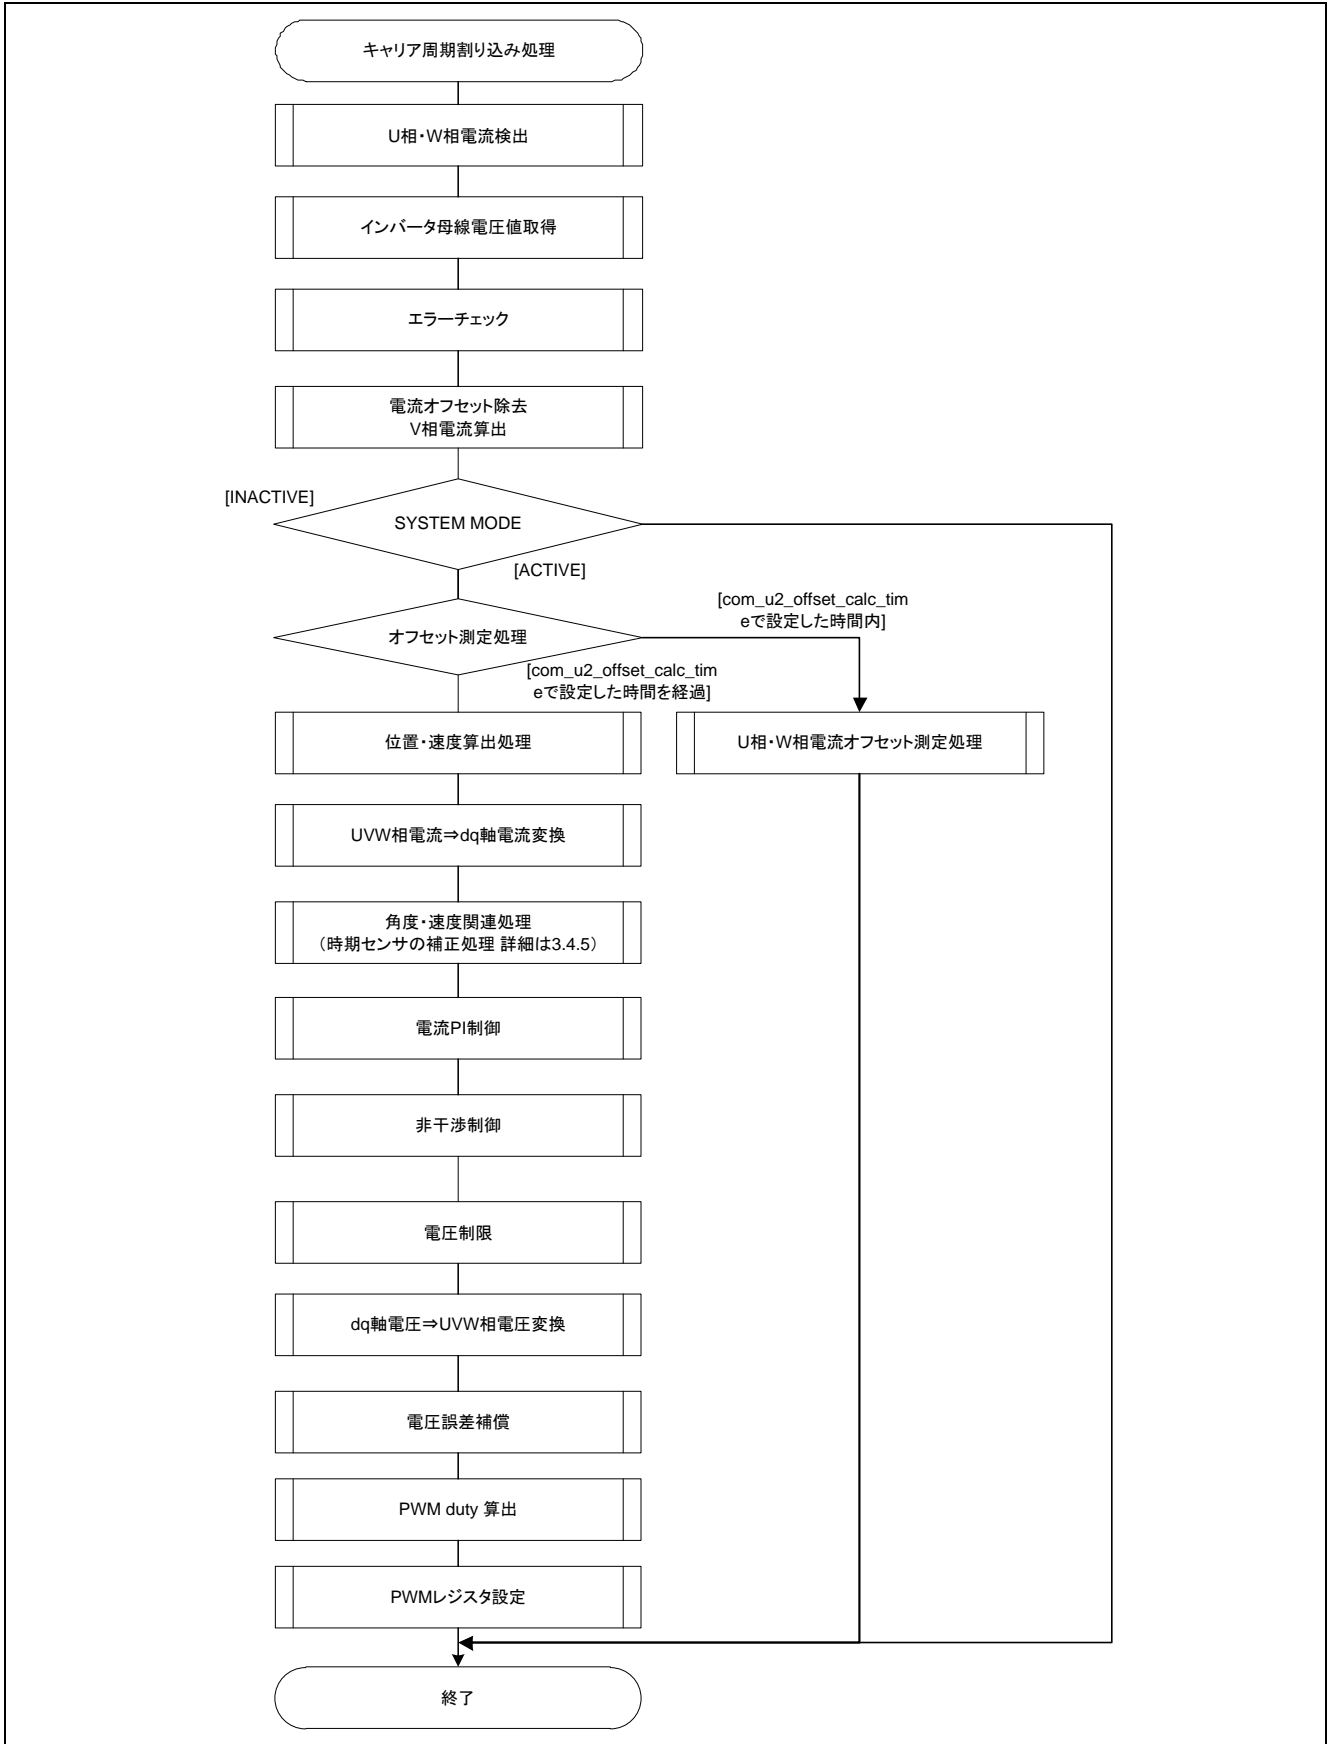 キャリア周期割り込み処理
U相・W相電流検出
インバータ母線電圧値取得
エラーチェック
電流オフセット除去
V相電流算出
[INACTIVE]
SYSTEM MODE
[ACTIVE]
[com_u2_offset_calc_tim
eで設定した時間内]
オフセット測定処理
[com_u2_offset_calc_tim
eで設定した時間を経過]
位置・速度算出処理
U相・W相電流オフセット測定処理
UVW相電流⇒dq軸電流変換
角度・速度関連処理
（時期センサの補正処理 詳細は3.4.5）
電流PI制御
非干渉制御
電圧制限
dq軸電圧⇒UVW相電圧変換
電圧誤差補償
PWM duty 算出
PWMレジスタ設定
終了